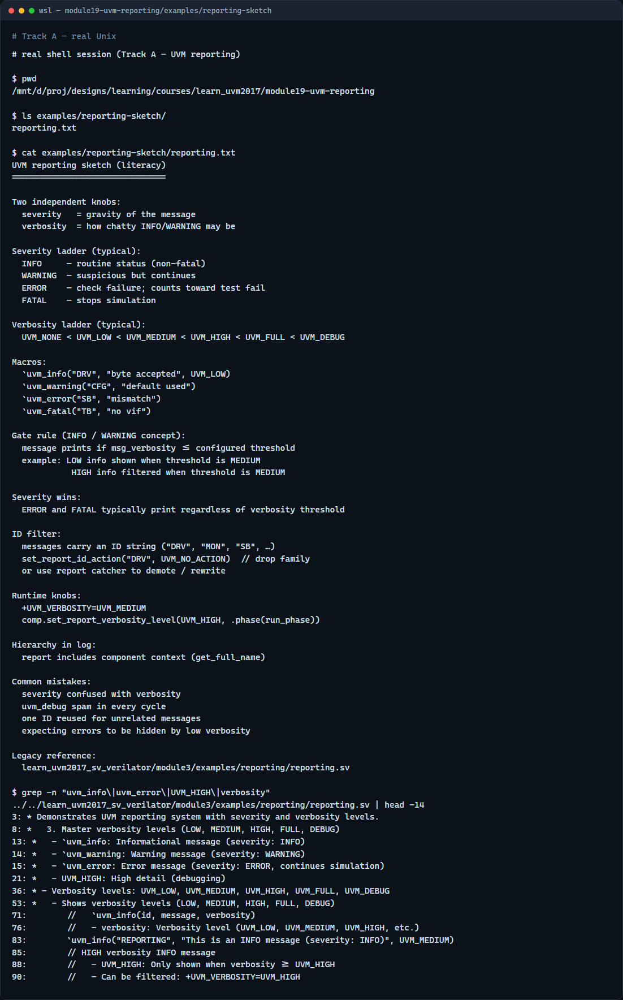 wsl — module19-uvm-reporting/examples/reporting-sketch
# Track A — real Unix
# real shell session (Track A — UVM reporting)
$ pwd
/mnt/d/proj/designs/learning/courses/learn_uvm2017/module19-uvm-reporting
$ ls examples/reporting-sketch/
reporting.txt
$ cat examples/reporting-sketch/reporting.txt
UVM reporting sketch (literacy)
===============================
Two independent knobs:
  severity   = gravity of the message
  verbosity  = how chatty INFO/WARNING may be
Severity ladder (typical):
  INFO     — routine status (non-fatal)
  WARNING  — suspicious but continues
  ERROR    — check failure; counts toward test fail
  FATAL    — stops simulation
Verbosity ladder (typical):
  UVM_NONE < UVM_LOW < UVM_MEDIUM < UVM_HIGH < UVM_FULL < UVM_DEBUG
Macros:
  `uvm_info("DRV", "byte accepted", UVM_LOW)
  `uvm_warning("CFG", "default used")
  `uvm_error("SB", "mismatch")
  `uvm_fatal("TB", "no vif")
Gate rule (INFO / WARNING concept):
  message prints if msg_verbosity <= configured threshold
  example: LOW info shown when threshold is MEDIUM
            HIGH info filtered when threshold is MEDIUM
Severity wins:
  ERROR and FATAL typically print regardless of verbosity threshold
ID filter:
  messages carry an ID string ("DRV", "MON", "SB", …)
  set_report_id_action("DRV", UVM_NO_ACTION)  // drop family
  or use report catcher to demote / rewrite
Runtime knobs:
  +UVM_VERBOSITY=UVM_MEDIUM
  comp.set_report_verbosity_level(UVM_HIGH, .phase(run_phase))
Hierarchy in log:
  report includes component context (get_full_name)
Common mistakes:
  severity confused with verbosity
  uvm_debug spam in every cycle
  one ID reused for unrelated messages
  expecting errors to be hidden by low verbosity
Legacy reference:
  learn_uvm2017_sv_verilator/module3/examples/reporting/reporting.sv
$ grep -n "uvm_info\|uvm_error\|UVM_HIGH\|verbosity"
../../learn_uvm2017_sv_verilator/module3/examples/reporting/reporting.sv | head -14
3: * Demonstrates UVM reporting system with severity and verbosity levels.
8: *   3. Master verbosity levels (LOW, MEDIUM, HIGH, FULL, DEBUG)
13: *   - `uvm_info: Informational message (severity: INFO)
14: *   - `uvm_warning: Warning message (severity: WARNING)
15: *   - `uvm_error: Error message (severity: ERROR, continues simulation)
21: *   - UVM_HIGH: High detail (debugging)
36: * - Verbosity levels: UVM_LOW, UVM_MEDIUM, UVM_HIGH, UVM_FULL, UVM_DEBUG
53: *   - Shows verbosity levels (LOW, MEDIUM, HIGH, FULL, DEBUG)
71:        //   `uvm_info(id, message, verbosity)
76:        //   - verbosity: Verbosity level (UVM_LOW, UVM_MEDIUM, UVM_HIGH, etc.)
83:        `uvm_info("REPORTING", "This is an INFO message (severity: INFO)", UVM_MEDIUM)
85:        // HIGH verbosity INFO message
88:        //   - UVM_HIGH: Only shown when verbosity >= UVM_HIGH
90:        //   - Can be filtered: +UVM_VERBOSITY=UVM_HIGH